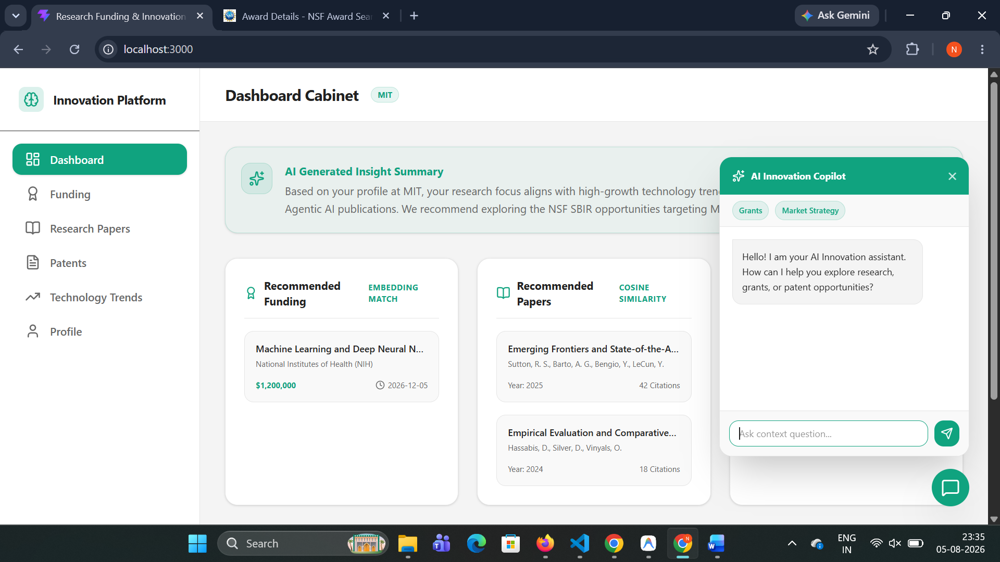 Research Funding & Innovation
Award Details - NSF Award Sear
Ask Gemini
localhost:3000
N
Innovation Platform
Dashboard
Funding
Research Papers
Patents
Technology Trends
Profile
Dashboard Cabinet
MIT
AI Generated Insight Summary
Based on your profile at MIT, your research focus aligns with high-growth technology tren
Agentic AI publications. We recommend exploring the NSF SBIR opportunities targeting M
Recommended
Funding
EMBEDDING
MATCH
Machine Learning and Deep Neural N...
National Institutes of Health (NIH)
$1,200,000
2026-12-05
Recommended
Papers
COSINE
SIMILARITY
Emerging Frontiers and State-of-the-A...
Sutton, R. S., Barto, A. G., Bengio, Y., LeCun, Y.
Year: 2025
42 Citations
Empirical Evaluation and Comparative...
Hassabis, D., Silver, D., Vinyals, O.
Year: 2024
18 Citations
AI Innovation Copilot
Grants
Market Strategy
Hello! I am your AI Innovation assistant.
How can I help you explore research,
grants, or patent opportunities?
Ask context question...
Search
ENG
IN
23:35
05-08-2026